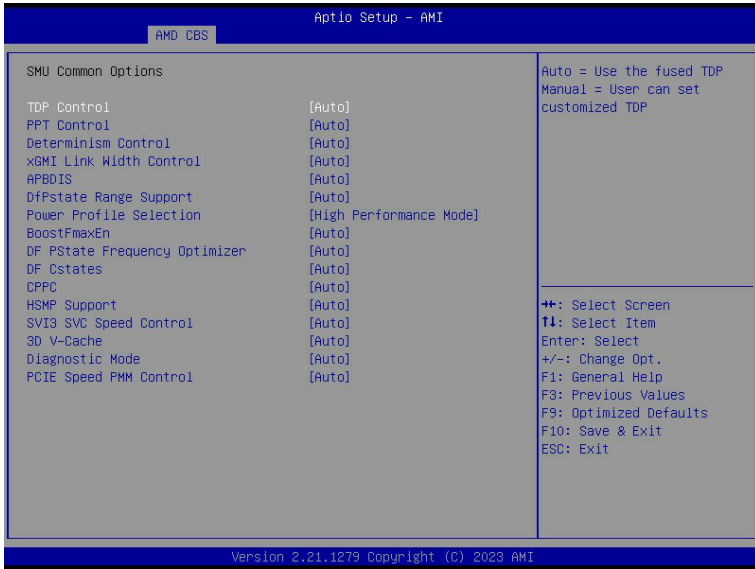 Aptio Setup – AMI
AMD CBS
SMU Common Options
TDP Control [Auto]
PPT Control [Auto]
Determinism Control [Auto]
xGMI Link Width Control [Auto]
APBDIS [Auto]
DfPstate Range Support [Auto]
Power Profile Selection [High Performance Mode]
BoostFmaxEn [Auto]
DF PState Frequency Optimizer [Auto]
DF Cstates [Auto]
CPPC [Auto]
HSMP Support [Auto]
SVI3 SVC Speed Control [Auto]
3D V-Cache [Auto]
Diagnostic Mode [Auto]
PCIE Speed PMM Control [Auto]
Auto = Use the fused TDP
Manual = User can set
customized TDP
→←: Select Screen
↑↓: Select Item
Enter: Select
+/-: Change Opt.
F1: General Help
F3: Previous Values
F9: Optimized Defaults
F10: Save & Exit
ESC: Exit
Version 2.21.1279 Copyright (C) 2023 AMI